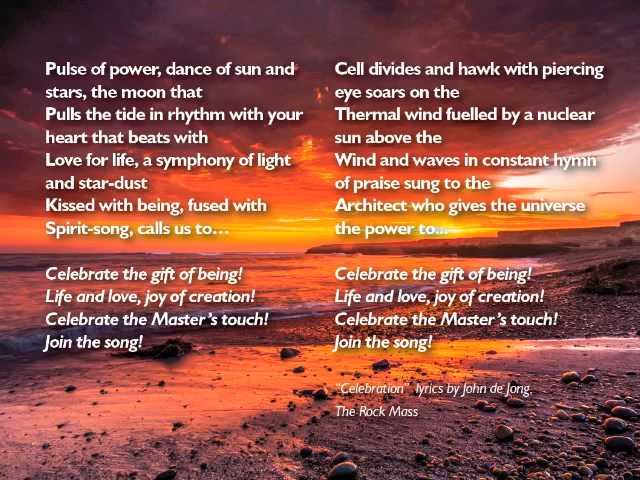 Pulse of power, dance of sun and
stars, the moon that
Pulls the tide in rhythm with your
heart that beats with
Love for life, a symphony of light
and star-dust
Kissed with being, fused with
Spirit-song, calls us to…

Celebrate the gift of being!
Life and love, joy of creation!
Celebrate the Master's touch!
Join the song!

Cell divides and hawk with piercing
eye soars on the
Thermal wind fuelled by a nuclear
sun above the
Wind and waves in constant hymn
of praise sung to the
Architect who gives the universe
the power to...

Celebrate the gift of being!
Life and love, joy of creation!
Celebrate the Master's touch!
Join the song!

"Celebration" lyrics by John de Jong,
The Rock Mass